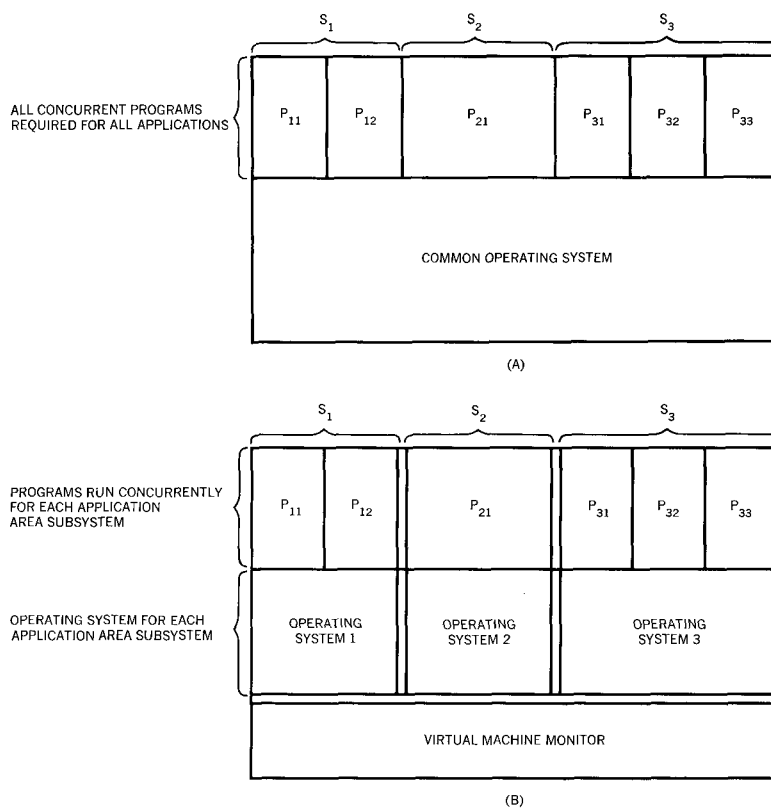 S1 S2 S3
ALL CONCURRENT PROGRAMS
REQUIRED FOR ALL APPLICATIONS
P11 P12 P21 P31 P32 P33
COMMON OPERATING SYSTEM
(A)
S1 S2 S3
PROGRAMS RUN CONCURRENTLY
FOR EACH APPLICATION
AREA SUBSYSTEM
P11 P12 P21 P31 P32 P33
OPERATING SYSTEM FOR EACH
APPLICATION AREA SUBSYSTEM
OPERATING
SYSTEM 1
OPERATING
SYSTEM 2
OPERATING
SYSTEM 3
VIRTUAL MACHINE MONITOR
(B)